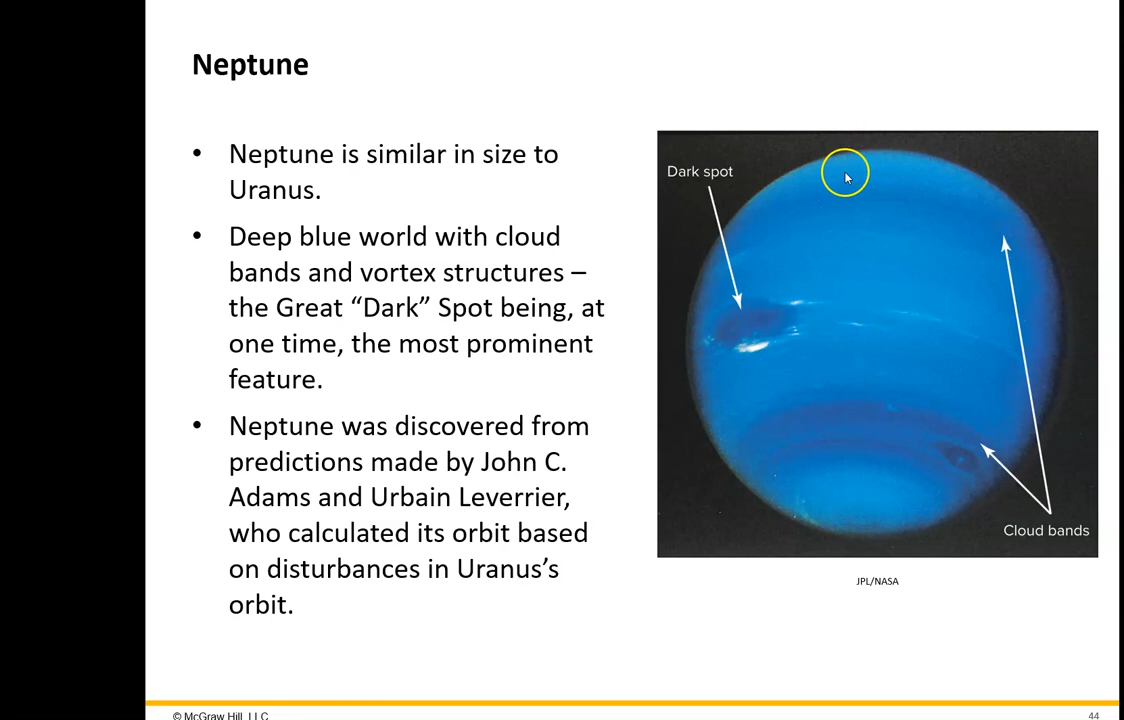 Neptune
• Neptune is similar in size to
Uranus.
• Deep blue world with cloud
bands and vortex structures –
the Great “Dark” Spot being, at
one time, the most prominent
feature.
• Neptune was discovered from
predictions made by John C.
Adams and Urbain Leverrier,
who calculated its orbit based
on disturbances in Uranus’s
orbit.
Dark spot
Cloud bands
JPL/NASA
© McGraw Hill, LLC
44